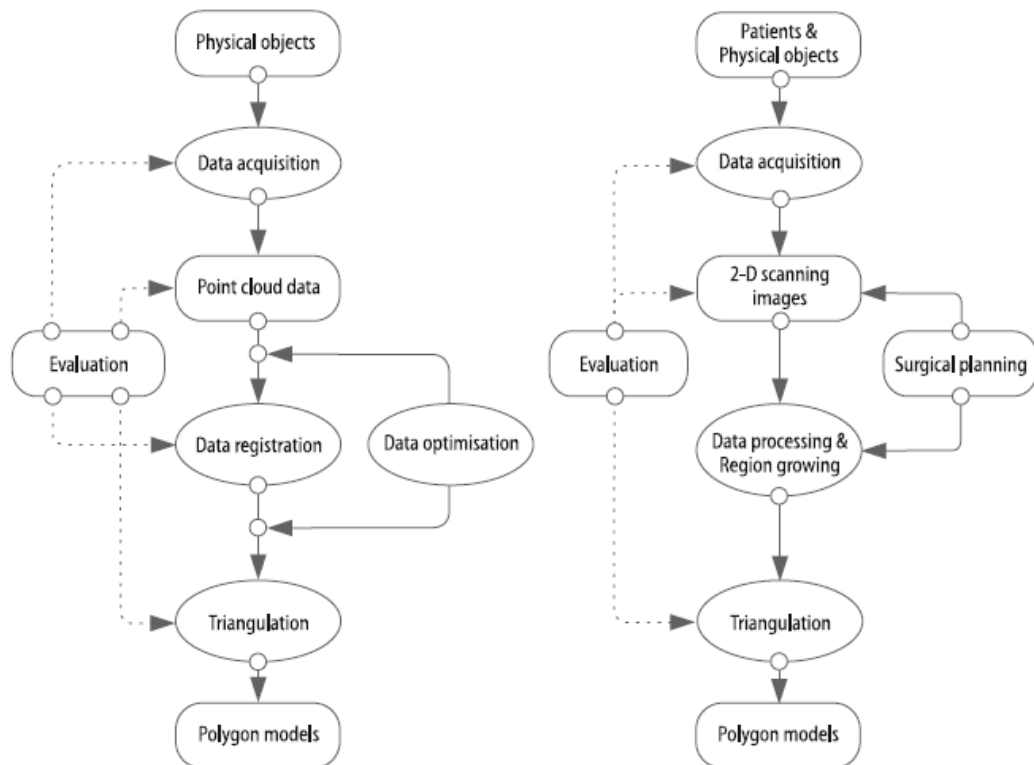 Physical objects
Data acquisition
Point cloud data
Evaluation
Data registration
Data optimisation
Triangulation
Polygon models
Patients &
Physical objects
Data acquisition
2-D scanning
images
Evaluation
Surgical planning
Data processing &
Region growing
Triangulation
Polygon models